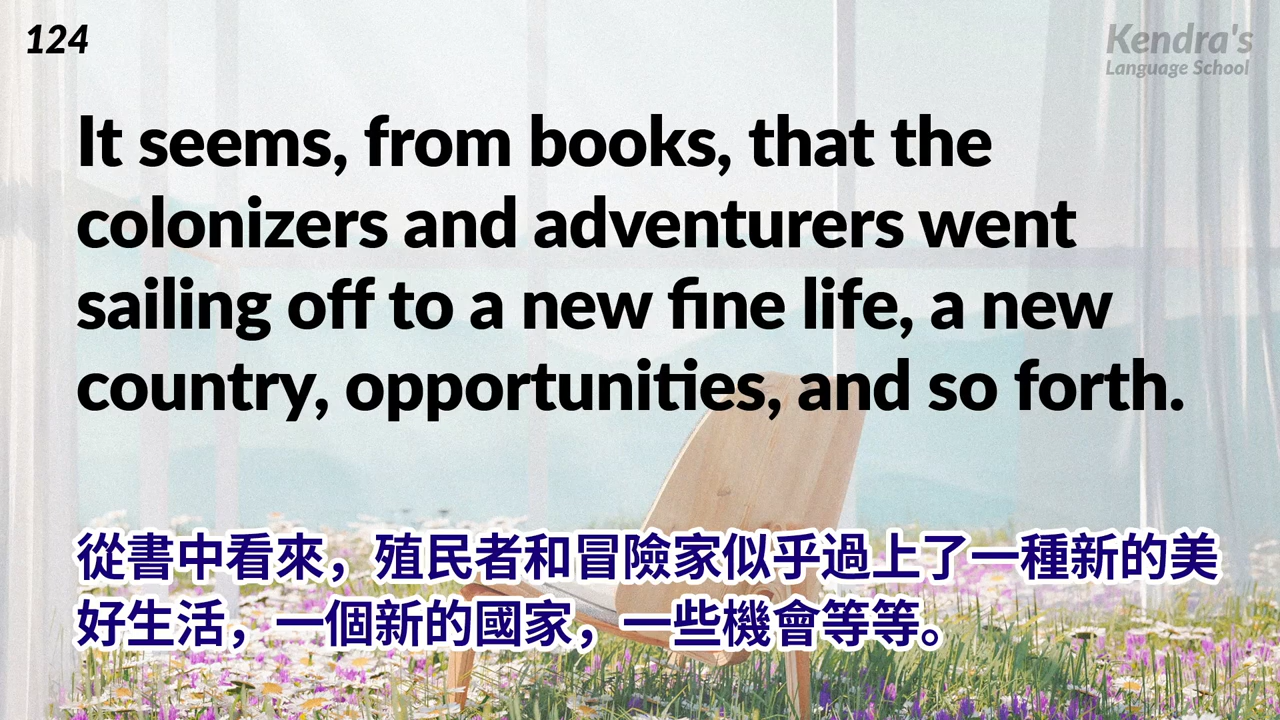 124
Kendra's
Language School
It seems, from books, that the
colonizers and adventurers went
sailing off to a new fine life, a new
country, opportunities, and so forth.
從書中看來，殖民者和冒險家似乎過上了一種新的美
好生活，一個新的國家，一些機會等等。